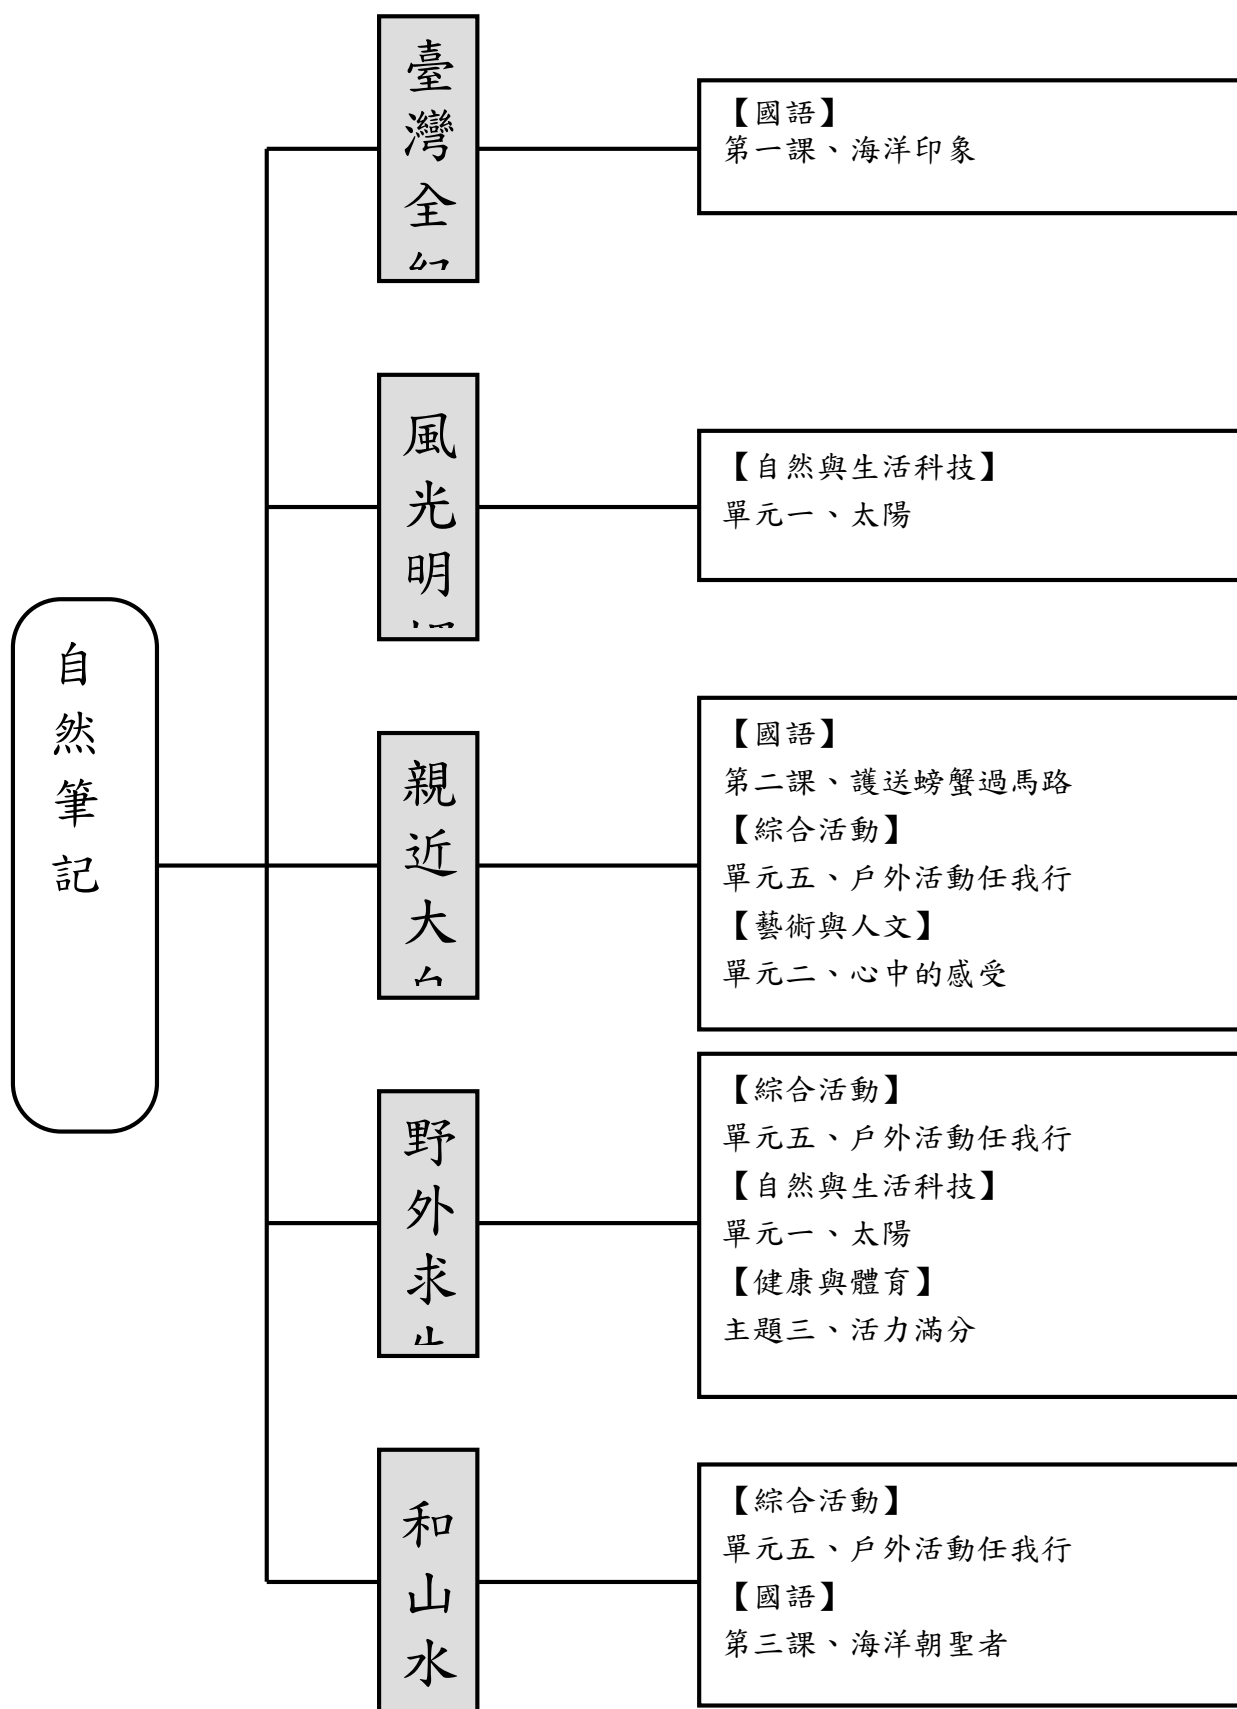 自然筆記
臺灣全
【國語】
第一課、海洋印象
風光明
【自然與生活科技】
單元一、太陽
親近大
【國語】
第二課、護送螃蟹過馬路
【綜合活動】
單元五、戶外活動任我行
【藝術與人文】
單元二、心中的感受
野外求
【綜合活動】
單元五、戶外活動任我行
【自然與生活科技】
單元一、太陽
【健康與體育】
主題三、活力滿分
和山水
【綜合活動】
單元五、戶外活動任我行
【國語】
第三課、海洋朝聖者